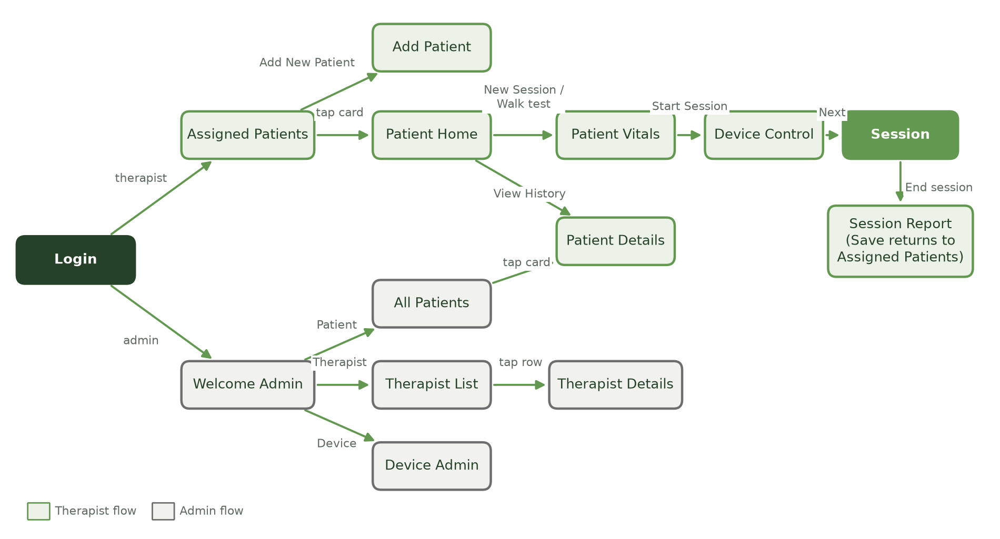 Add Patient
Add New Patient
New Session /
Walk test
tap card
Start Session
Next
Assigned Patients
Patient Home
Patient Vitals
Device Control
Session
therapist
View History
End session
Session Report
(Save returns to
Assigned Patients)
Patient Details
Login
tap card
All Patients
Patient
admin
Therapist
tap row
Welcome Admin
Therapist List
Therapist Details
Device
Device Admin
Therapist flow
Admin flow